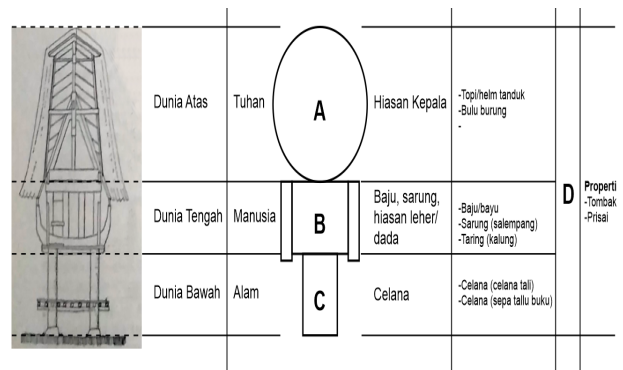 Dunia Atas
Tuhan
A
Hiasan Kepala
-Topi/helm tanduk
-Bulu burung
-
Dunia Tengah
Manusia
B
Baju, sarung,
hiasan leher/
dada
-Baju/bayu
-Sarung (salempang)
-Taring (kalung)
Dunia Bawah
Alam
C
Celana
-Celana (celana tali)
-Celana (sepa tallu buku)
D
Properti
-Tombak
-Prisai